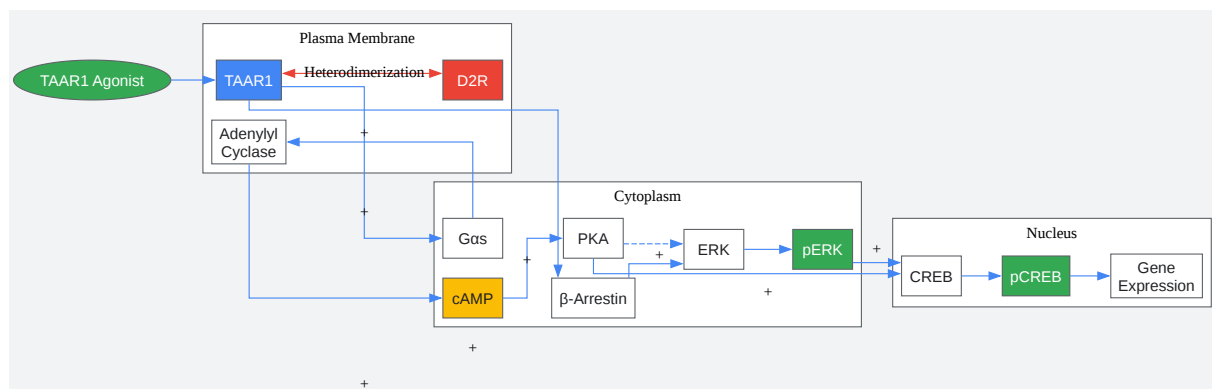 Plasma Membrane
TAAR1 Agonist
TAAR1
Heterodimerization
D2R
Adenylyl
Cyclase
+
+
Cytoplasm
Gαs
PKA
ERK
pERK
+
+
+
cAMP
β-Arrestin
+
Nucleus
CREB
pCREB
Gene
Expression
+
+